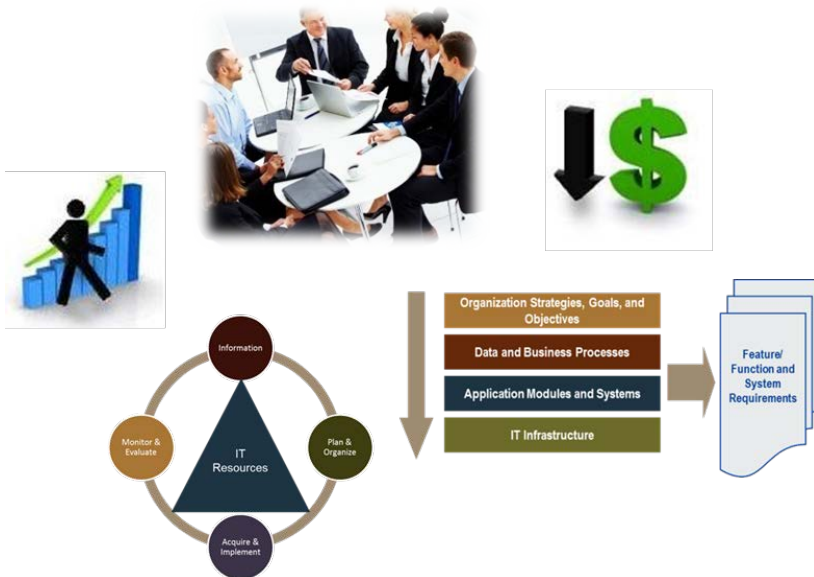 $
Organization Strategies, Goals, and
Objectives
Data and Business Processes
Application Modules and Systems
IT Infrastructure
Feature/
Function and
System
Requirements
Information
Monitor &
Evaluate
IT
Resources
Plan &
Organize
Acquire &
Implement